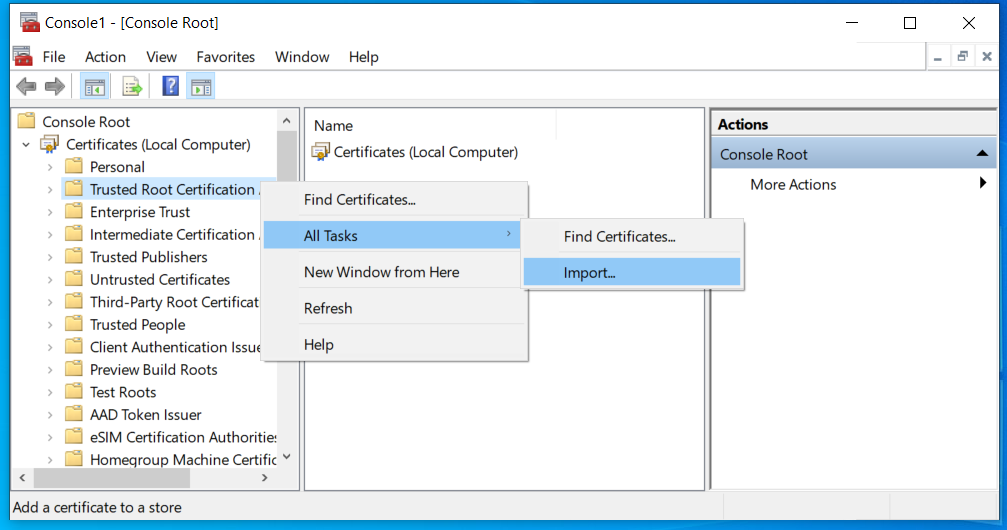 Console1 - [Console Root]
File Action View Favorites Window Help
Console Root
Certificates (Local Computer)
Personal
Trusted Root Certification
Enterprise Trust
Intermediate Certification
Trusted Publishers
Untrusted Certificates
Third-Party Root Certificat
Trusted People
Client Authentication Issue
Preview Build Roots
Test Roots
AAD Token Issuer
eSIM Certification Authorities
Homegroup Machine Certific
Name
Certificates (Local Computer)
Find Certificates...
All Tasks
New Window from Here
Refresh
Help
Find Certificates...
Import...
Actions
Console Root
More Actions
Add a certificate to a store